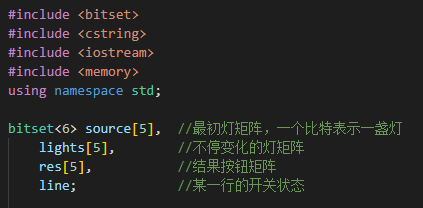 #include <bitset>
#include <cstring>
#include <iostream>
#include <memory>
using namespace std;
bitset<6> source[5], //最初灯矩阵，一个比特表示一盏灯
lights[5], //不停变化的灯矩阵
res[5], //结果按钮矩阵
line; //某一行的开关状态